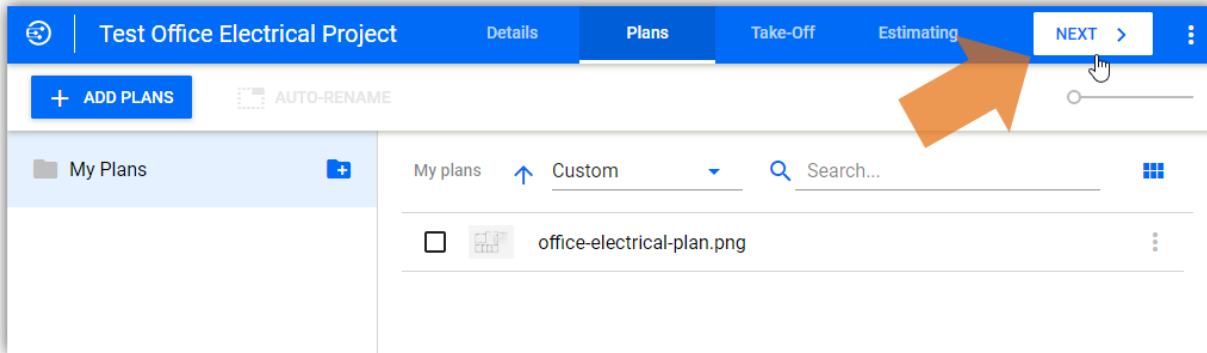 Test Office Electrical Project Details Plans Take-Off Estimating NEXT
ADD PLANS AUTO-RENAME
My Plans
My plans Custom Search...
office-electrical-plan.png